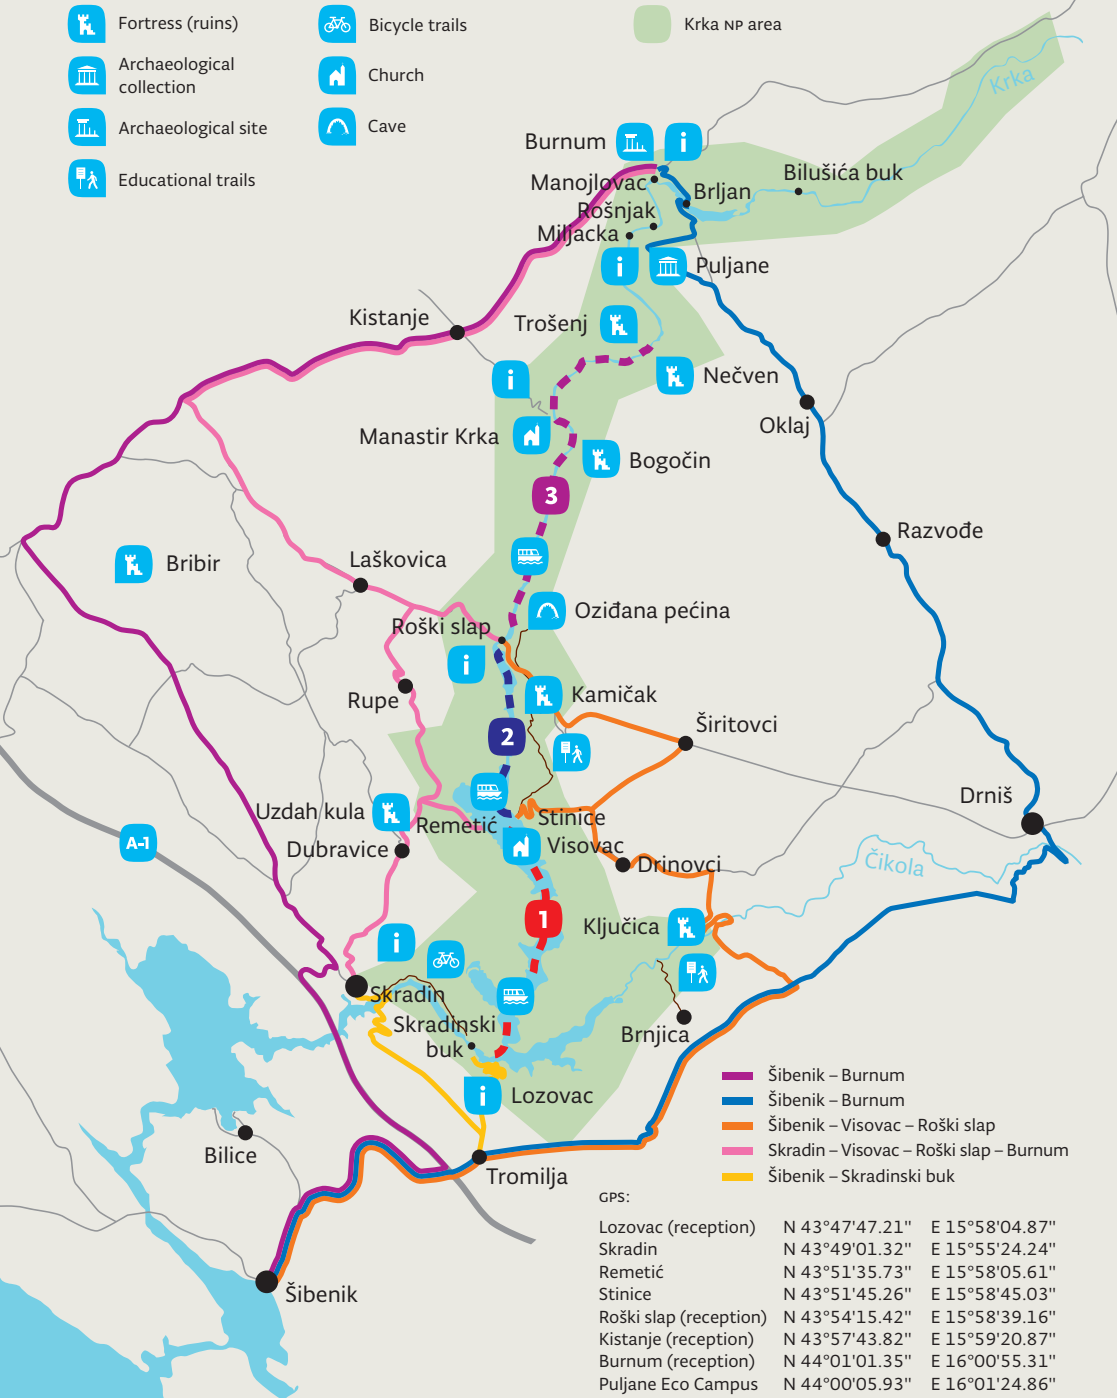 Fortress (ruins)
Archaeological
collection
Archaeological site
Educational trails
Bicycle trails
Church
Cave
Krka NP area
Krka
Burnum
i
Manojlovac
Brljan
Bilušića buk
Rošnjak
Miljacka
i
Puljane
Kistanje
Trošenj
i
Nečven
Oklaj
Manastir Krka
Bogočin
3
Razvođe
Bribir
Laškovica
Oziđana pećina
Roški slap
i
Rupe
Kamičak
Širitovci
2
Drniš
Uzdah kula
Remetić
Stinice
A-1
Dubravice
Visovac
Drinovci
Čikola
1
Ključica
i
Skradin
Skradinski
buk
Brnjica
i
Lozovac
Bilice
Tromilja
Šibenik
Šibenik – Burnum
Šibenik – Burnum
Šibenik – Visovac – Roški slap
Skradin – Visovac – Roški slap – Burnum
Šibenik – Skradinski buk
GPS:
Lozovac (reception) N 43°47'47.21" E 15°58'04.87"
Skradin N 43°49'01.32" E 15°55'24.24"
Remetić N 43°51'35.73" E 15°58'05.61"
Stinice N 43°51'45.26" E 15°58'45.03"
Roški slap (reception) N 43°54'15.42" E 15°58'39.16"
Kistanje (reception) N 43°57'43.82" E 15°59'20.87"
Burnum (reception) N 44°01'01.35" E 16°00'55.31"
Puljane Eco Campus N 44°00'05.93" E 16°01'24.86"